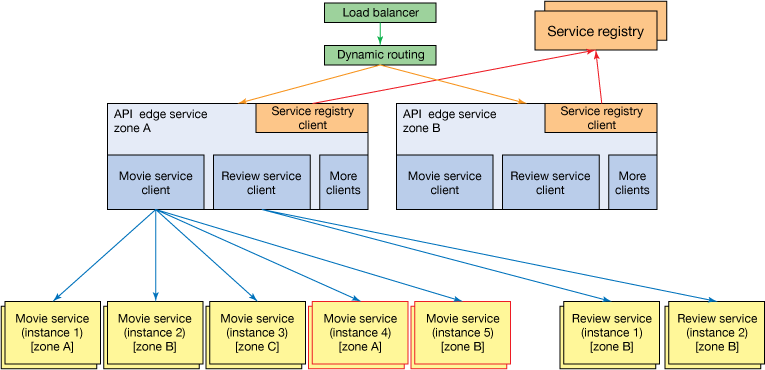 Load balancer
Dynamic routing
Service registry
API edge service
zone A
Service registry
client
Movie service
client
Review service
client
More
clients
API edge service
zone B
Service registry
client
Movie service
client
Review service
client
More
clients
Movie service
(instance 1)
[zone A]
Movie service
(instance 2)
[zone B]
Movie service
(instance 3)
[zone C]
Movie service
(instance 4)
[zone A]
Movie service
(instance 5)
[zone B]
Review service
(instance 1)
[zone B]
Review service
(instance 2)
[zone B]